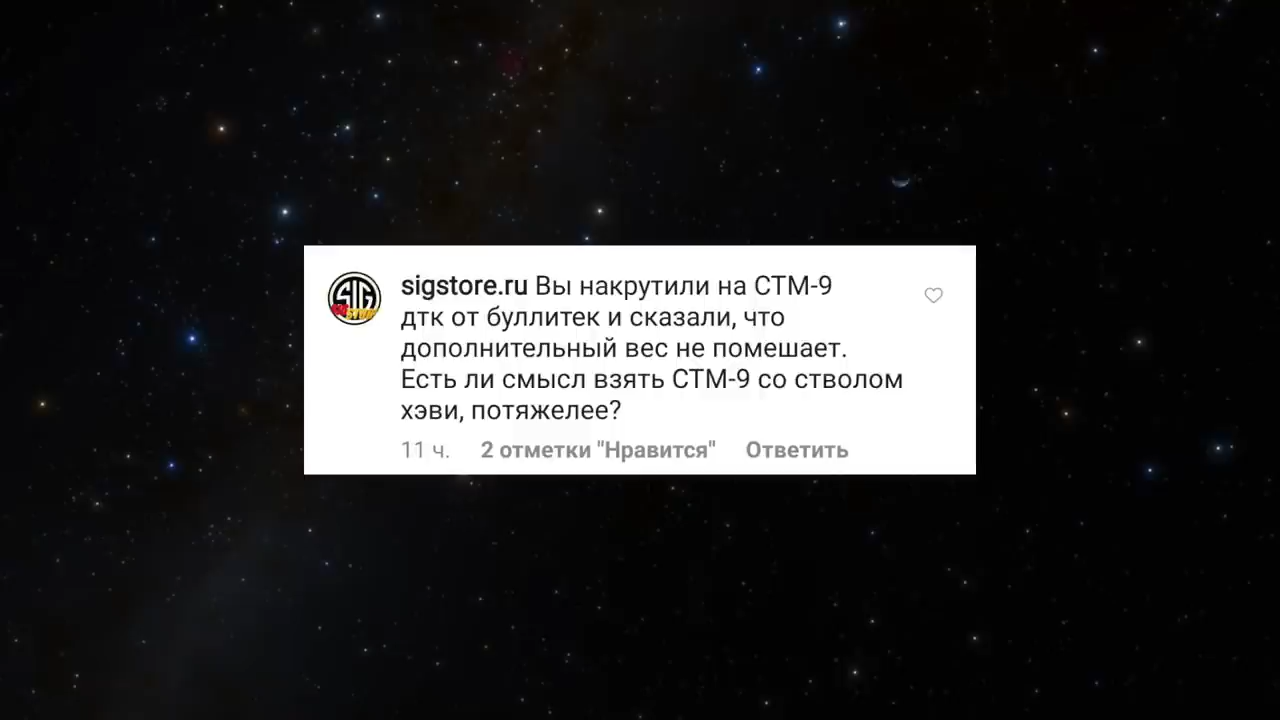 sigstore.ru Вы накрутили на СТМ-9
дтк от буллитек и сказали, что
дополнительный вес не помешает.
Есть ли смысл взять СТМ-9 со стволом
хэви, потяжелее?
11 ч. 2 отметки "Нравится" Ответить
SIG